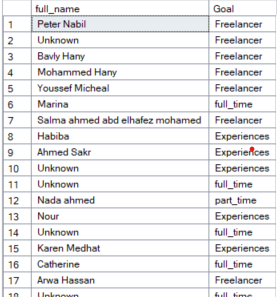 full_name Goal
1 Peter Nabil Freelancer
2 Unknown Freelancer
3 Bavly Hany Freelancer
4 Mohammed Hany Freelancer
5 Youssef Micheal Freelancer
6 Marina full_time
7 Salma ahmed abd elhafez mohamed Freelancer
8 Habiba Experiences
9 Ahmed Sakr Experiences
10 Unknown Experiences
11 Unknown full_time
12 Nada ahmed part_time
13 Nour Experiences
14 Unknown full_time
15 Karen Medhat Experiences
16 Catherine full_time
17 Arwa Hassan Freelancer
18 Unknown full_time